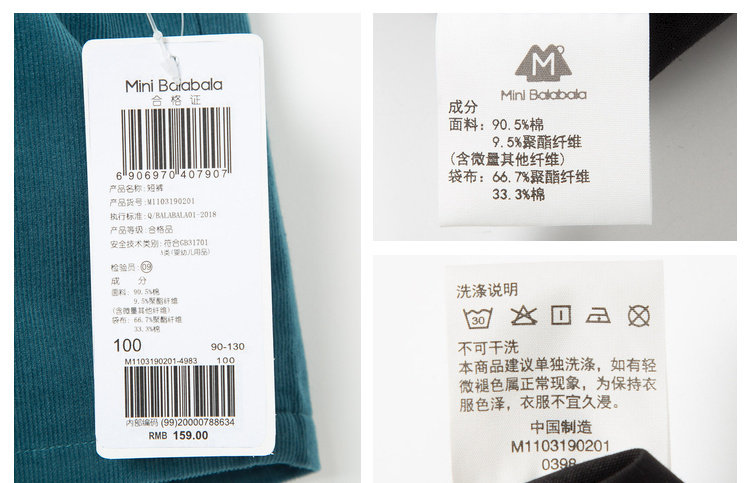 Mini Balabala
合格证
6 906970 407907
产品名称: 短裤
产品货号: M1103190201
执行标准: Q/BALABALA01-2018
产品等级: 合格品
安全技术类别: 符合GB31701
A类(婴幼儿用品)
检验员: 09
成 分
面料: 90.5%棉
9.5%聚酯纤维
(含微量其他纤维)
袋布: 66.7%聚酯纤维
33.3%棉
100 90-130
M1103190201-4983 100
内部编码 (99)20000788634
RMB 159.00
M
Mini Balabala
成分
面料: 90.5%棉
9.5%聚酯纤维
(含微量其他纤维)
袋布: 66.7%聚酯纤维
33.3%棉
洗涤说明
30
不可干洗
本商品建议单独洗涤，如有轻
微褪色属正常现象，为保持衣
服色泽，衣服不宜久浸。
中国制造
M1103190201
0398